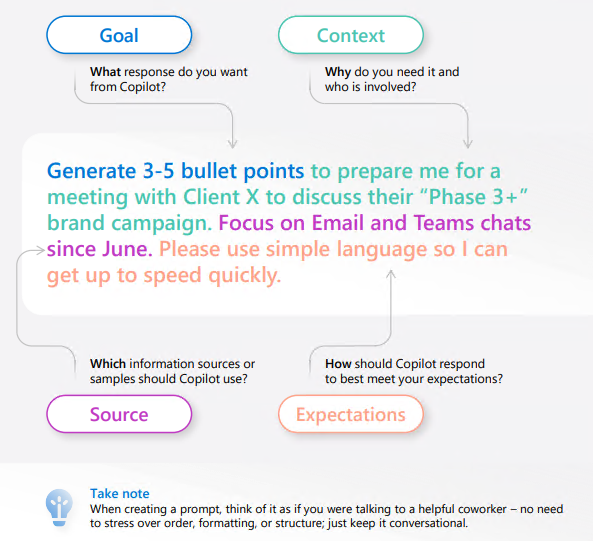 Goal
Context
What response do you want
from Copilot?
Why do you need it and
who is involved?
Generate 3-5 bullet points to prepare me for a
meeting with Client X to discuss their “Phase 3+”
brand campaign. Focus on Email and Teams chats
since June. Please use simple language so I can
get up to speed quickly.
Which information sources or
samples should Copilot use?
How should Copilot respond
to best meet your expectations?
Source
Expectations
Take note
When creating a prompt, think of it as if you were talking to a helpful coworker – no need
to stress over order, formatting, or structure; just keep it conversational.